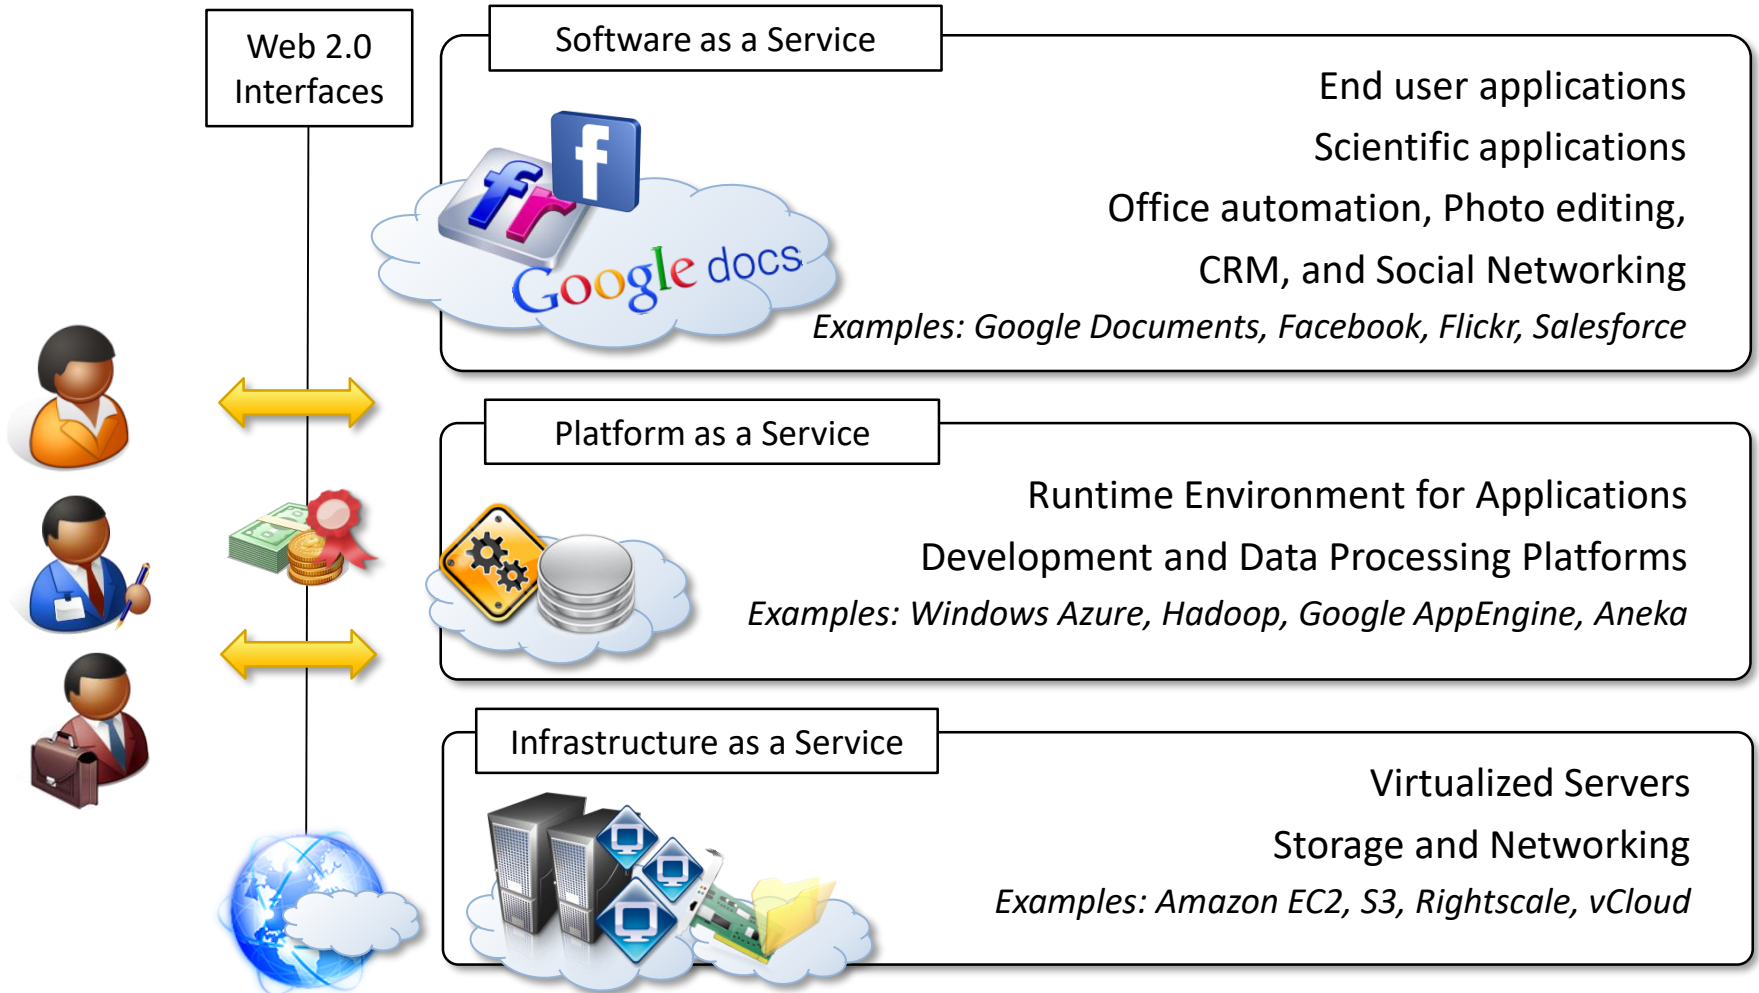 Web 2.0
Interfaces
Software as a Service
End user applications
Scientific applications
Office automation, Photo editing,
CRM, and Social Networking
Examples: Google Documents, Facebook, Flickr, Salesforce
f
fr
Google docs
Platform as a Service
Runtime Environment for Applications
Development and Data Processing Platforms
Examples: Windows Azure, Hadoop, Google AppEngine, Aneka
Infrastructure as a Service
Virtualized Servers
Storage and Networking
Examples: Amazon EC2, S3, Rightscale, vCloud